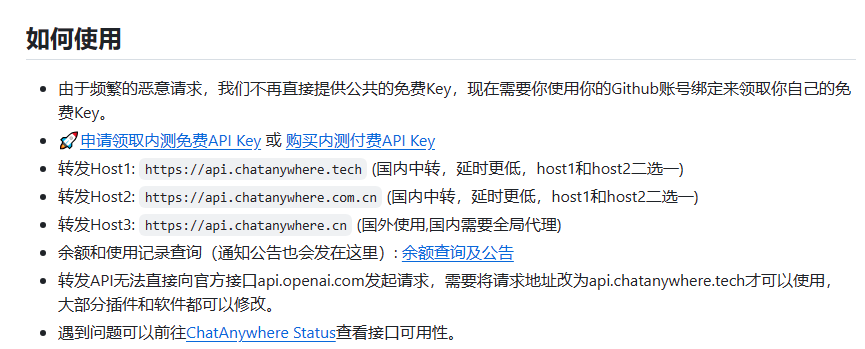 如何使用
由于频繁的恶意请求，我们不再直接提供公共的免费Key，现在需要你使用你的Github账号绑定来领取你自己的免
费Key。
🚀申请领取内测免费API Key 或 购买内测付费API Key
转发Host1: https://api.chatanywhere.tech (国内中转，延时更低，host1和host2二选一)
转发Host2: https://api.chatanywhere.com.cn (国内中转，延时更低，host1和host2二选一)
转发Host3: https://api.chatanywhere.cn (国外使用,国内需要全局代理)
余额和使用记录查询（通知公告也会发在这里）: 余额查询及公告
转发API无法直接向官方接口api.openai.com发起请求，需要将请求地址改为api.chatanywhere.tech才可以使用，
大部分插件和软件都可以修改。
遇到问题可以前往ChatAnywhere Status查看接口可用性。